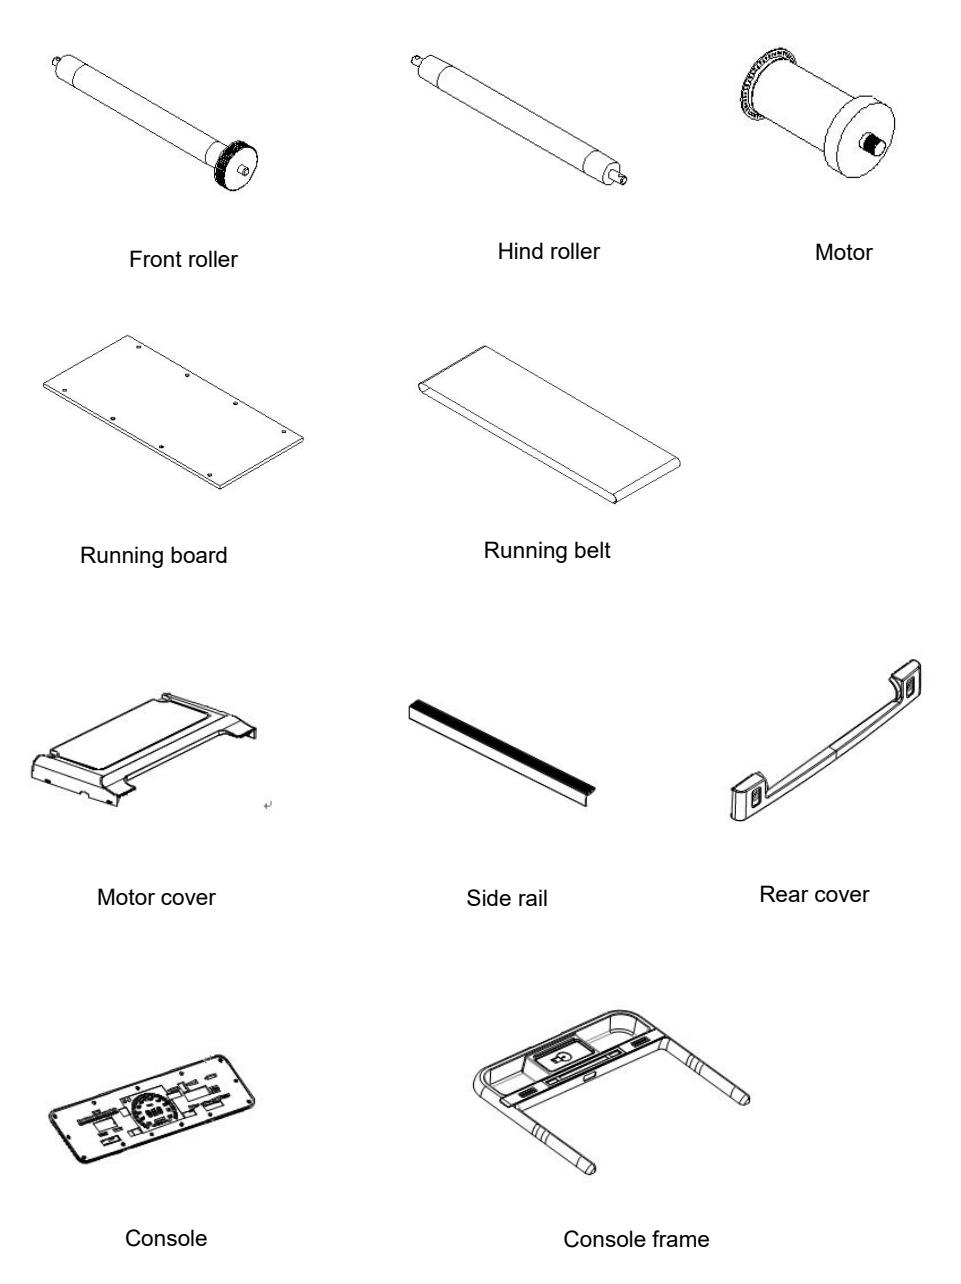 Front roller
Hind roller
Motor
Running board
Running belt
Motor cover
Side rail
Rear cover
Console
Console frame